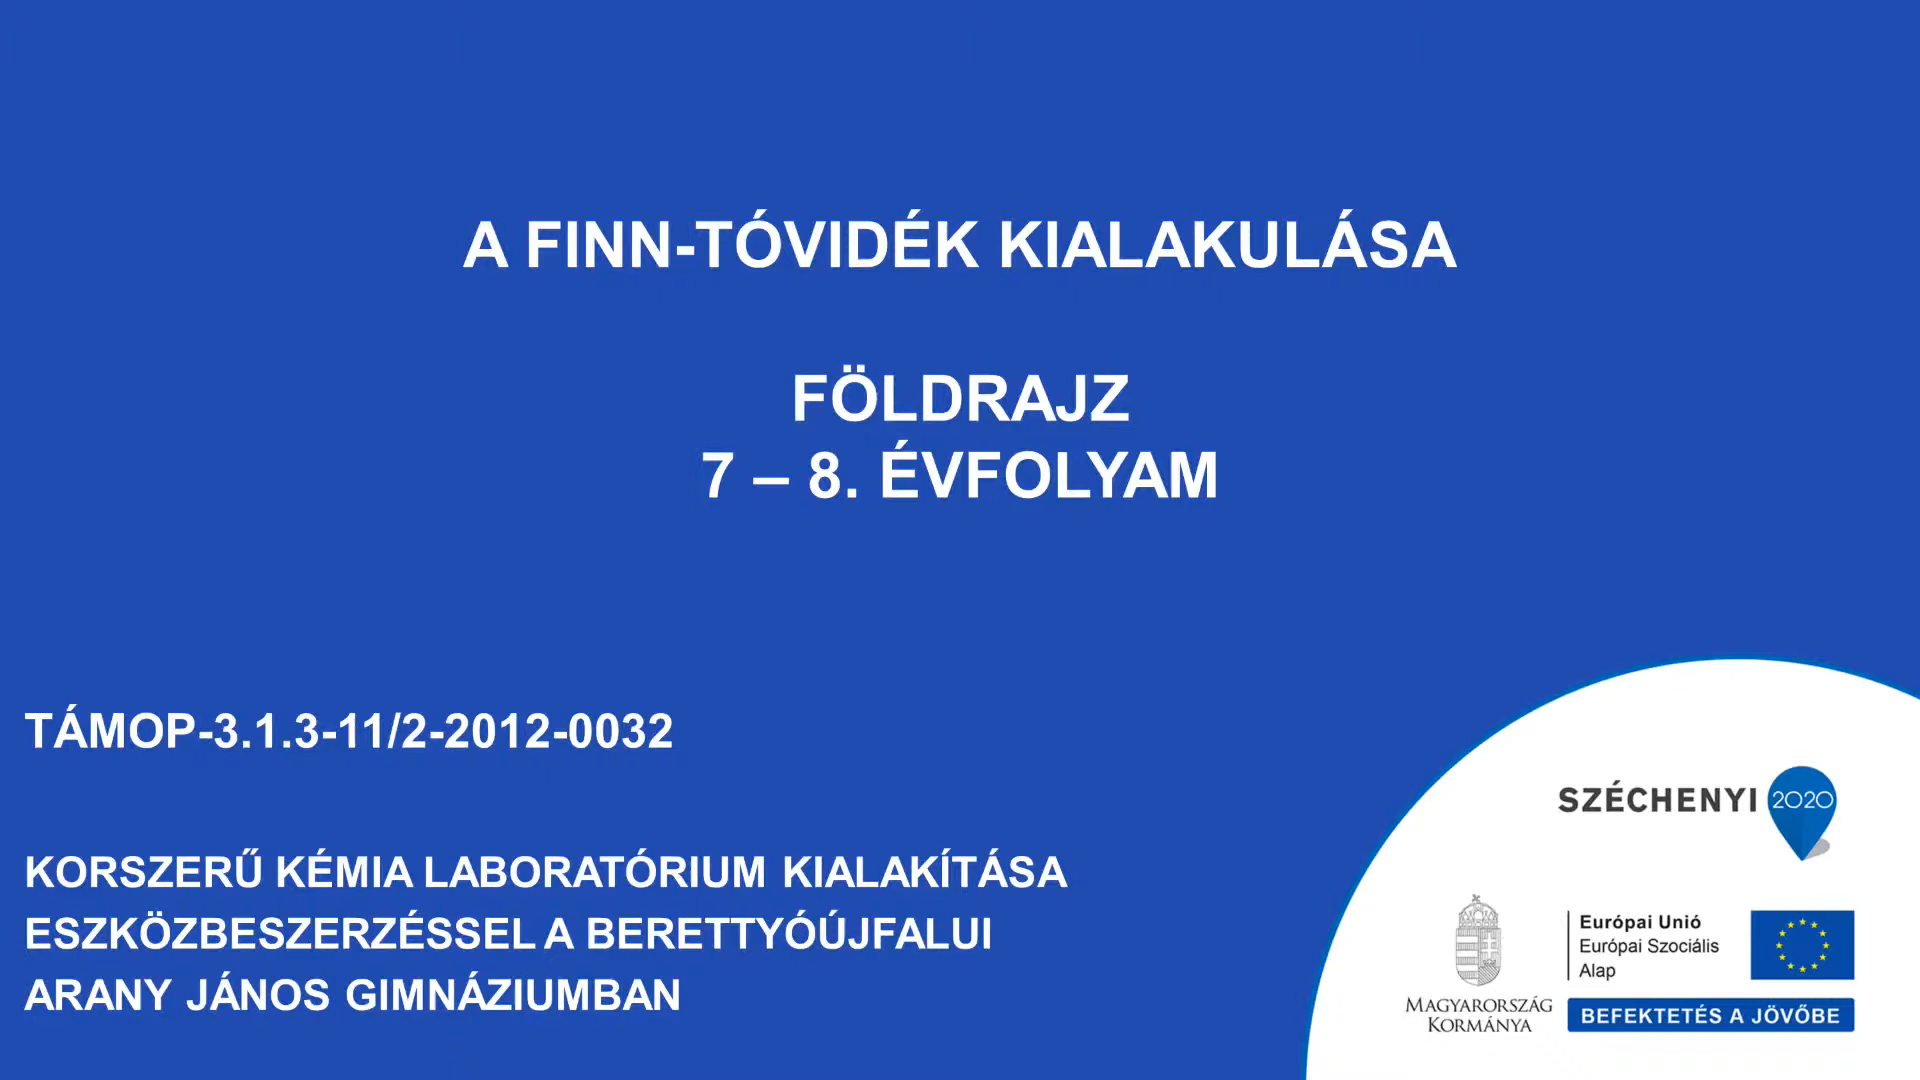 A FINN-TÓVIDÉK KIALAKULÁSA
FÖLDRAJZ
7 – 8. ÉVFOLYAM
TÁMOP-3.1.3-11/2-2012-0032
KORSZERŰ KÉMIA LABORATÓRIUM KIALAKÍTÁSA
ESZKÖZBESZERZÉSSEL A BERETTYÓÚJFALUI
ARANY JÁNOS GIMNÁZIUMBAN
SZÉCHENYI 2020
Európai Unió
Európai Szociális
Alap
MAGYARORSZÁG
KORMÁNYA
BEFEKTETÉS A JÖVŐBE